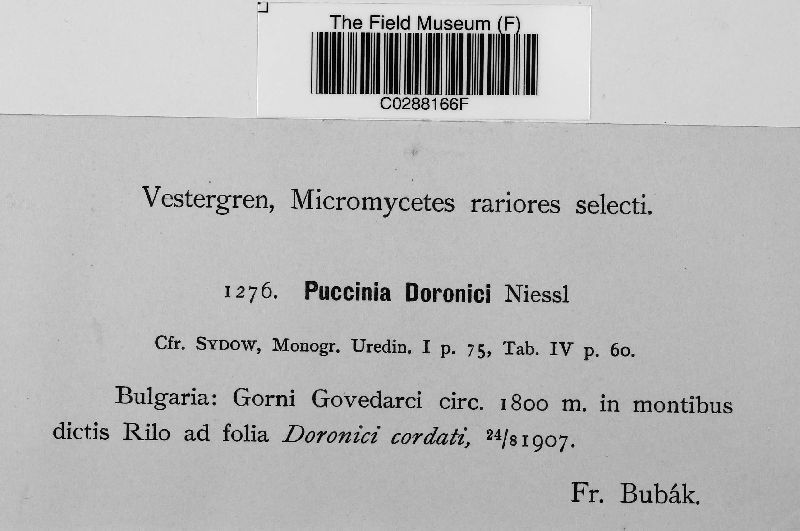 The Field Museum (F)
C0288166F
Vestergren, Micromycetes rariores selecti.
1276. Puccinia Doronici Niessl
Cfr. SYDOW, Monogr. Uredin. I p. 75, Tab. IV p. 60.
Bulgaria: Gorni Govedarci circ. 1800 m. in montibus
dictis Rilo ad folia Doronici cordati, 24/8 1907.
Fr. Bubák.